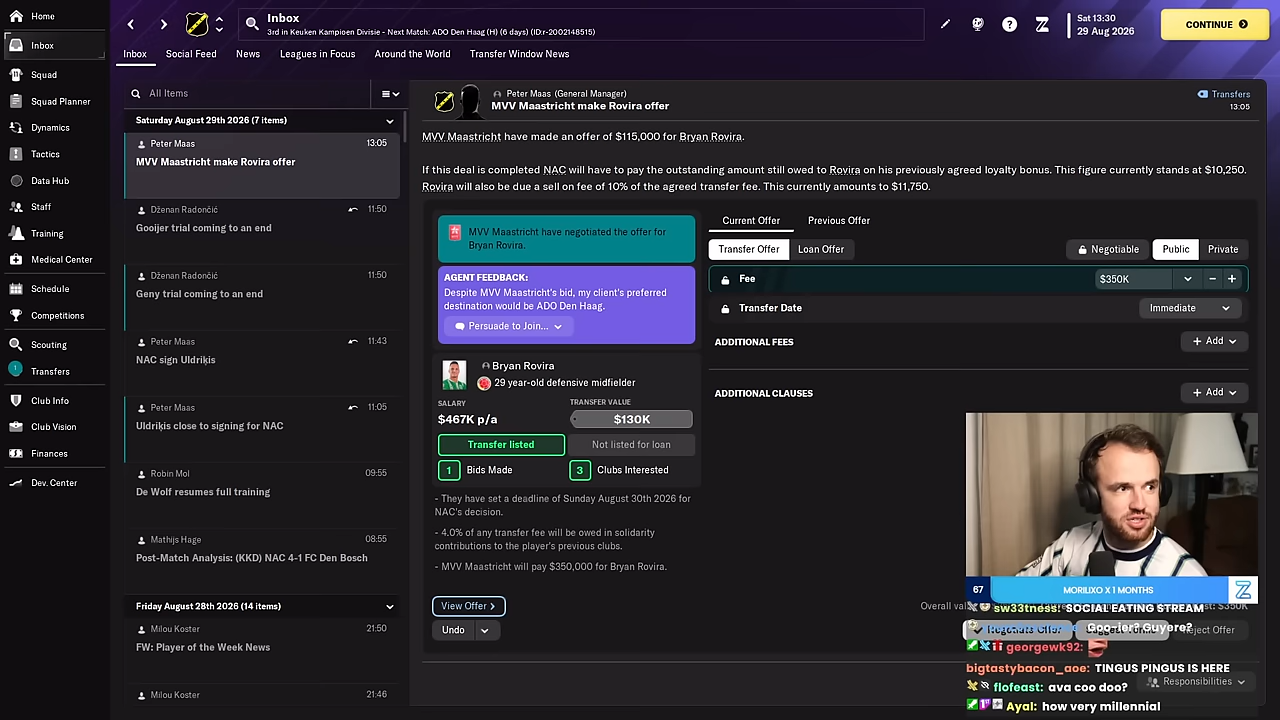 Home
Inbox
Squad
Squad Planner
Dynamics
Tactics
Data Hub
Staff
Training
Medical Center
Schedule
Competitions
Scouting
1
Transfers
Club Info
Club Vision
Finances
Dev. Center
Inbox
3rd in Keuken Kampioen Divisie - Next Match: ADO Den Haag (H) (6 days) (ID:r-2002148515)
Sat 13:30
29 Aug 2026
CONTINUE
Inbox
Social Feed
News
Leagues in Focus
Around the World
Transfer Window News
All Items
Saturday August 29th 2026 (7 items)
Peter Maas 13:05
MVV Maastricht make Rovira offer
Dženan Radončić 11:50
Gooijer trial coming to an end
Dženan Radončić 11:50
Geny trial coming to an end
Peter Maas 11:43
NAC sign Uldriķis
Peter Maas 11:05
Uldriķis close to signing for NAC
Robin Mol 09:55
De Wolf resumes full training
Mathijs Hage 08:55
Post-Match Analysis: (KKD) NAC 4-1 FC Den Bosch
Friday August 28th 2026 (14 items)
Milou Koster 21:50
FW: Player of the Week News
Milou Koster 21:46
Peter Maas (General Manager)
MVV Maastricht make Rovira offer
Transfers
13:05
MVV Maastricht have made an offer of $115,000 for Bryan Rovira.
If this deal is completed NAC will have to pay the outstanding amount still owed to Rovira on his previously agreed loyalty bonus. This figure currently stands at $10,250.
Rovira will also be due a sell on fee of 10% of the agreed transfer fee. This currently amounts to $11,750.
MVV Maastricht have negotiated the offer for
Bryan Rovira.
AGENT FEEDBACK:
Despite MVV Maastricht's bid, my client's preferred
destination would be ADO Den Haag.
Persuade to Join...
Bryan Rovira
29 year-old defensive midfielder
SALARY
TRANSFER VALUE
$467K p/a
$130K
Transfer listed
Not listed for loan
1 Bids Made
3 Clubs Interested
- They have set a deadline of Sunday August 30th 2026 for
NAC's decision.
- 4.0% of any transfer fee will be owed in solidarity
contributions to the player's previous clubs.
- MVV Maastricht will pay $350,000 for Bryan Rovira.
View Offer >
Undo
Current Offer
Previous Offer
Transfer Offer
Loan Offer
Negotiable
Public
Private
Fee
$350K
Transfer Date
Immediate
ADDITIONAL FEES
+ Add
ADDITIONAL CLAUSES
+ Add
67
MORILIXO X 1 MONTHS
sw33tness: SOCIAL EATING STREAM
Goo-ier? Guyere?
Reject Offer
georgewk92:
bigtastybacon_aoe: TINGUS PINGUS IS HERE
flofeast: ava coo doo?
Responsibilities
Ayal: how very millennial